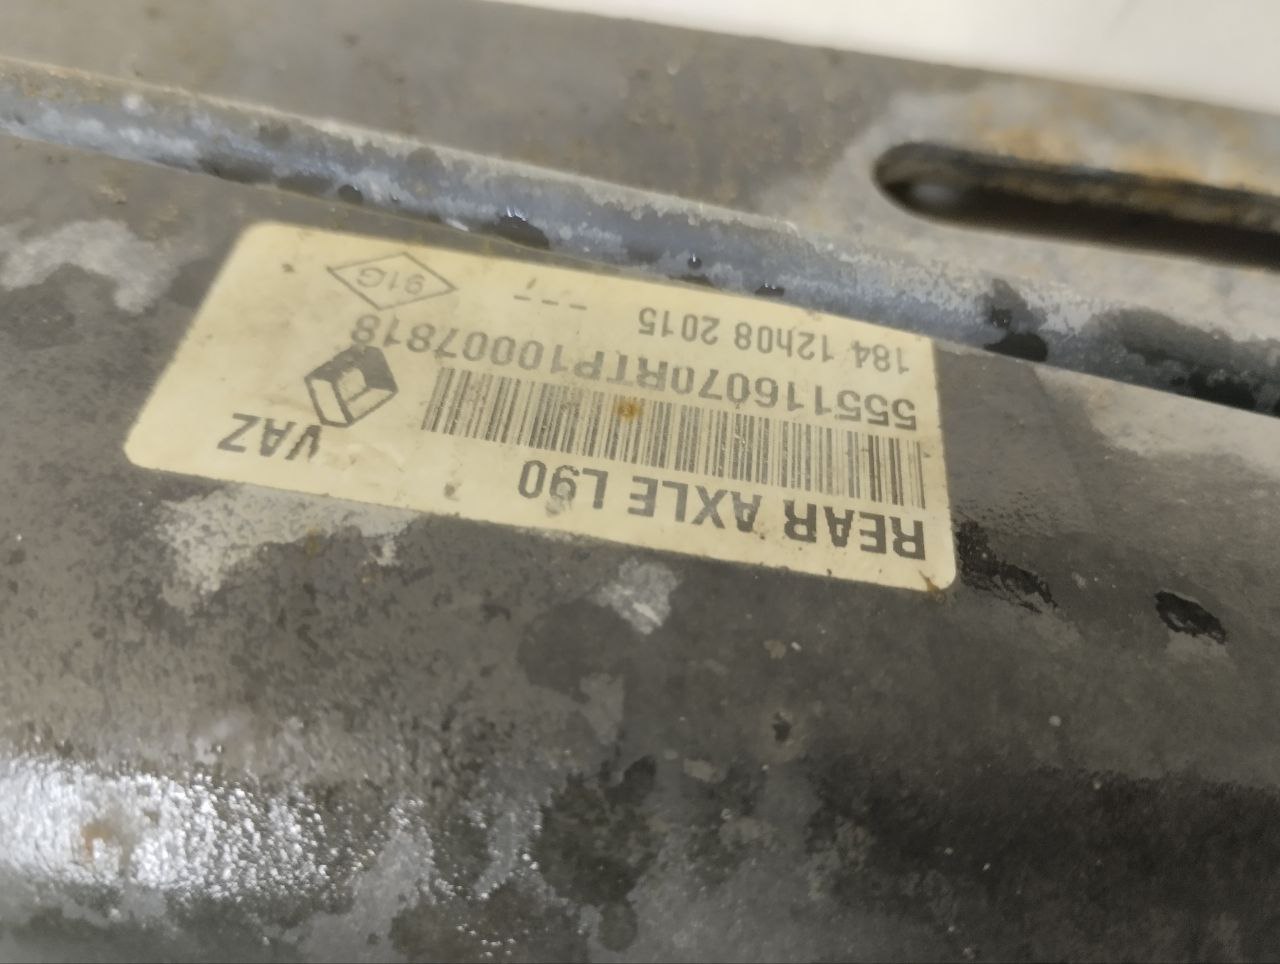 REAR AXLE L90
VAZ
555116070RTP10007818
184 12h08 2015
---
91G